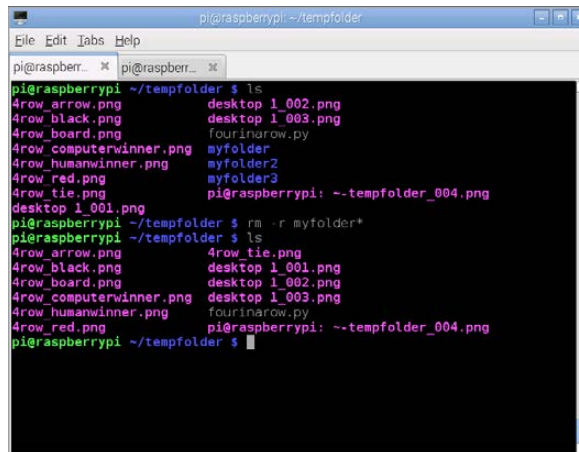 pi@raspberrypi: ~/tempfolder
File Edit Tabs Help
pi@raspberr... pi@raspberr...
pi@raspberrypi ~/tempfolder $ ls
4row_arrow.png desktop 1_002.png
4row_black.png desktop 1_003.png
4row_board.png fourinarow.py
4row_computerwinner.png myfolder
4row_humanwinner.png myfolder2
4row_red.png myfolder3
4row_tie.png pi@raspberrypi: ~-tempfolder_004.png
desktop 1_001.png
pi@raspberrypi ~/tempfolder $ rm -r myfolder*
pi@raspberrypi ~/tempfolder $ ls
4row_arrow.png 4row_tie.png
4row_black.png desktop 1_001.png
4row_board.png desktop 1_002.png
4row_computerwinner.png desktop 1_003.png
4row_humanwinner.png fourinarow.py
4row_red.png pi@raspberrypi: ~-tempfolder_004.png
pi@raspberrypi ~/tempfolder $